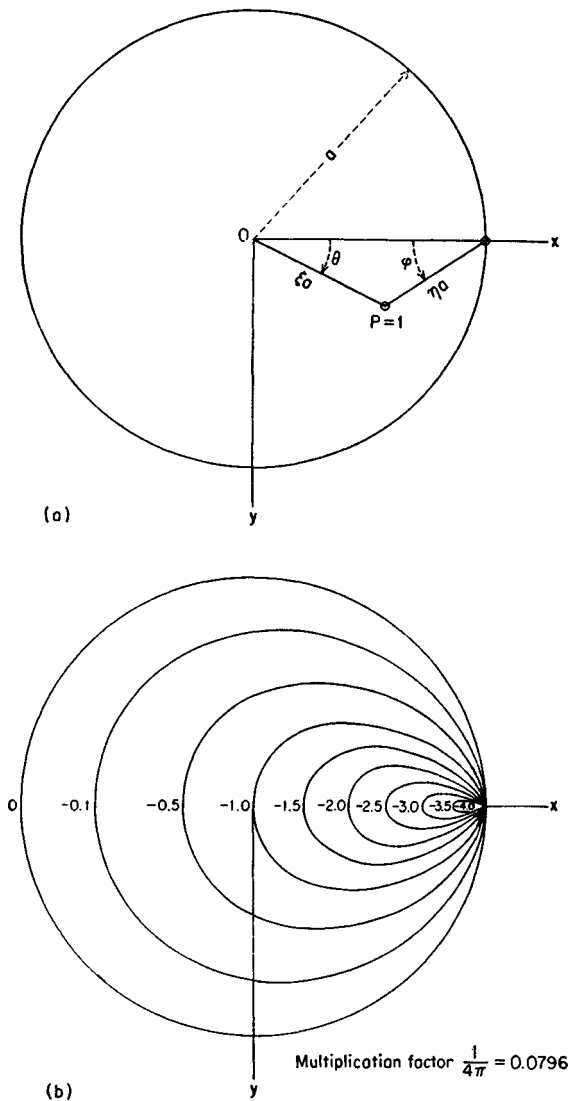 a
O
x
θ
φ
ξa
ηa
P=1
(a)
y
0 -0.1 -0.5 -1.0 -1.5 -2.0 -2.5 -3.0 -3.5 -4.0 x
Multiplication factor 1/4π = 0.0796
(b)
y